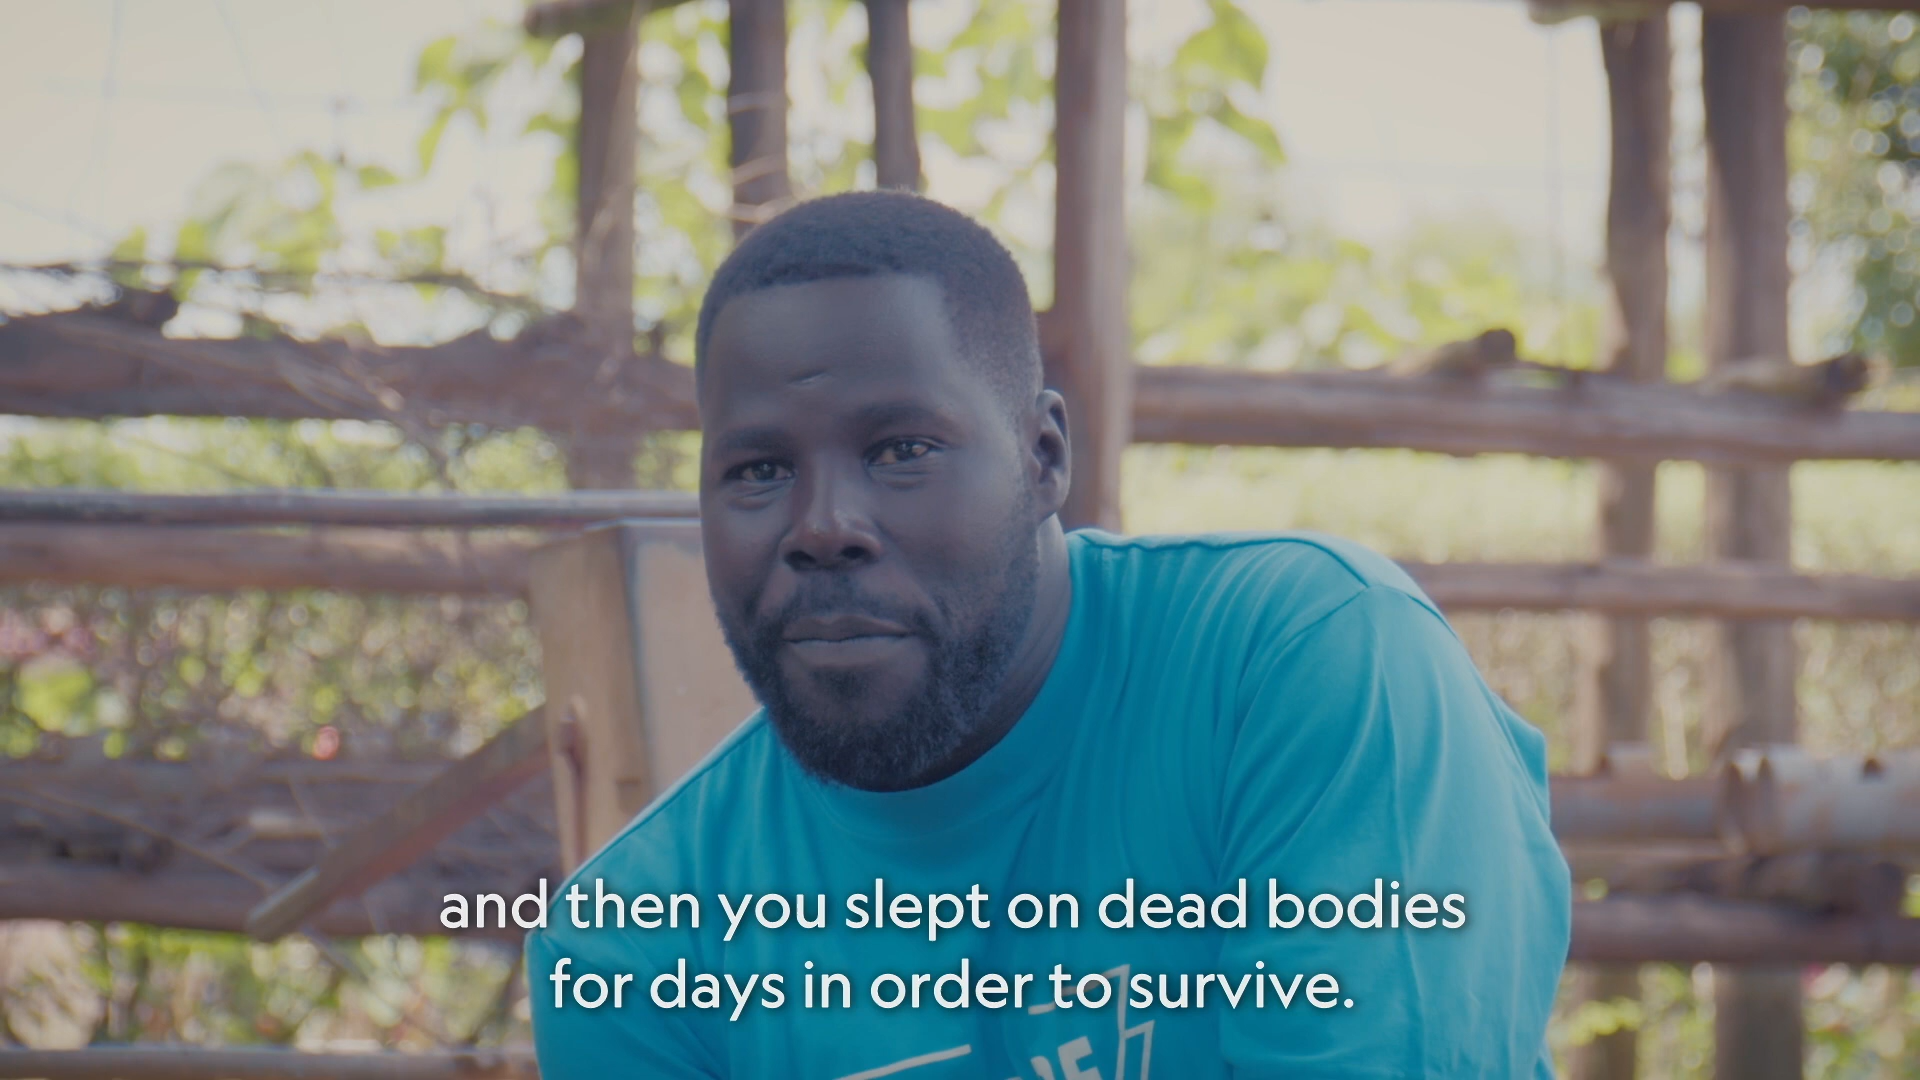 and then you slept on dead bodies
for days in order to survive.